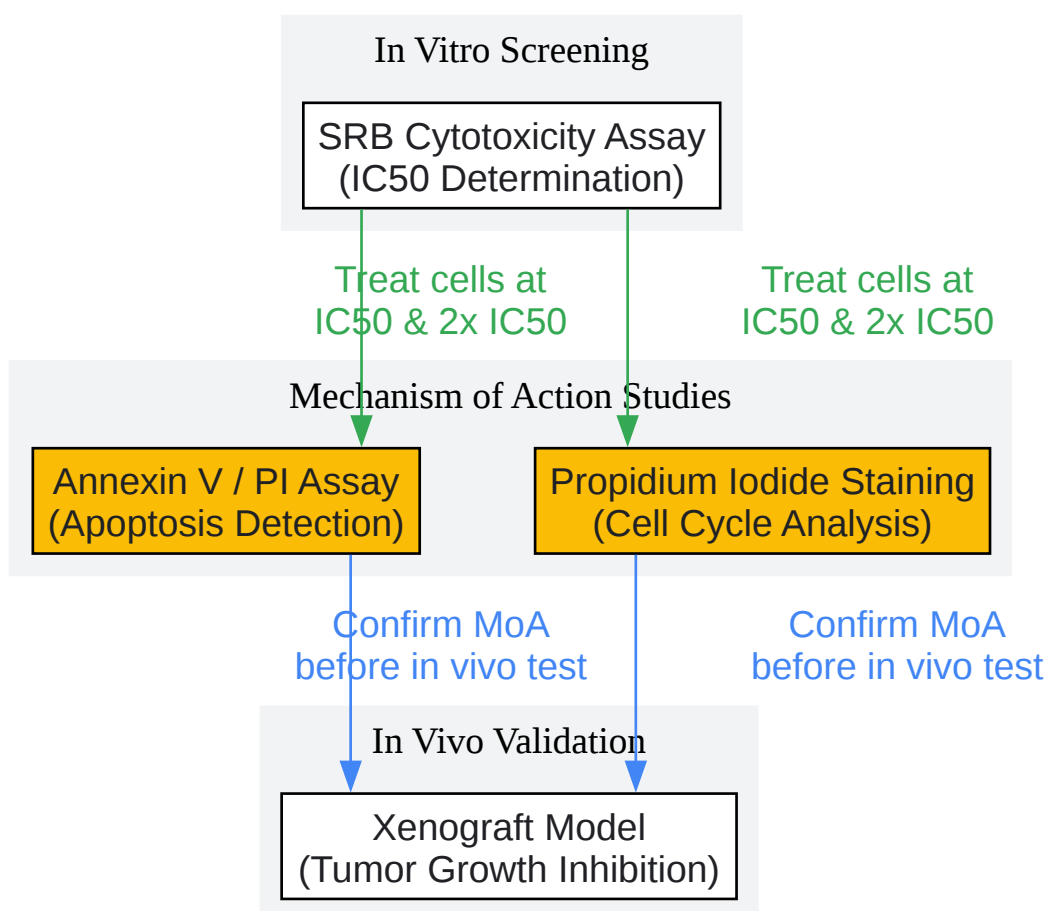 In Vitro Screening
SRB Cytotoxicity Assay
(IC50 Determination)
Treat cells at
IC50 & 2x IC50
Treat cells at
IC50 & 2x IC50
Mechanism of Action Studies
Annexin V / PI Assay
(Apoptosis Detection)
Propidium Iodide Staining
(Cell Cycle Analysis)
Confirm MoA
before in vivo test
Confirm MoA
before in vivo test
In Vivo Validation
Xenograft Model
(Tumor Growth Inhibition)